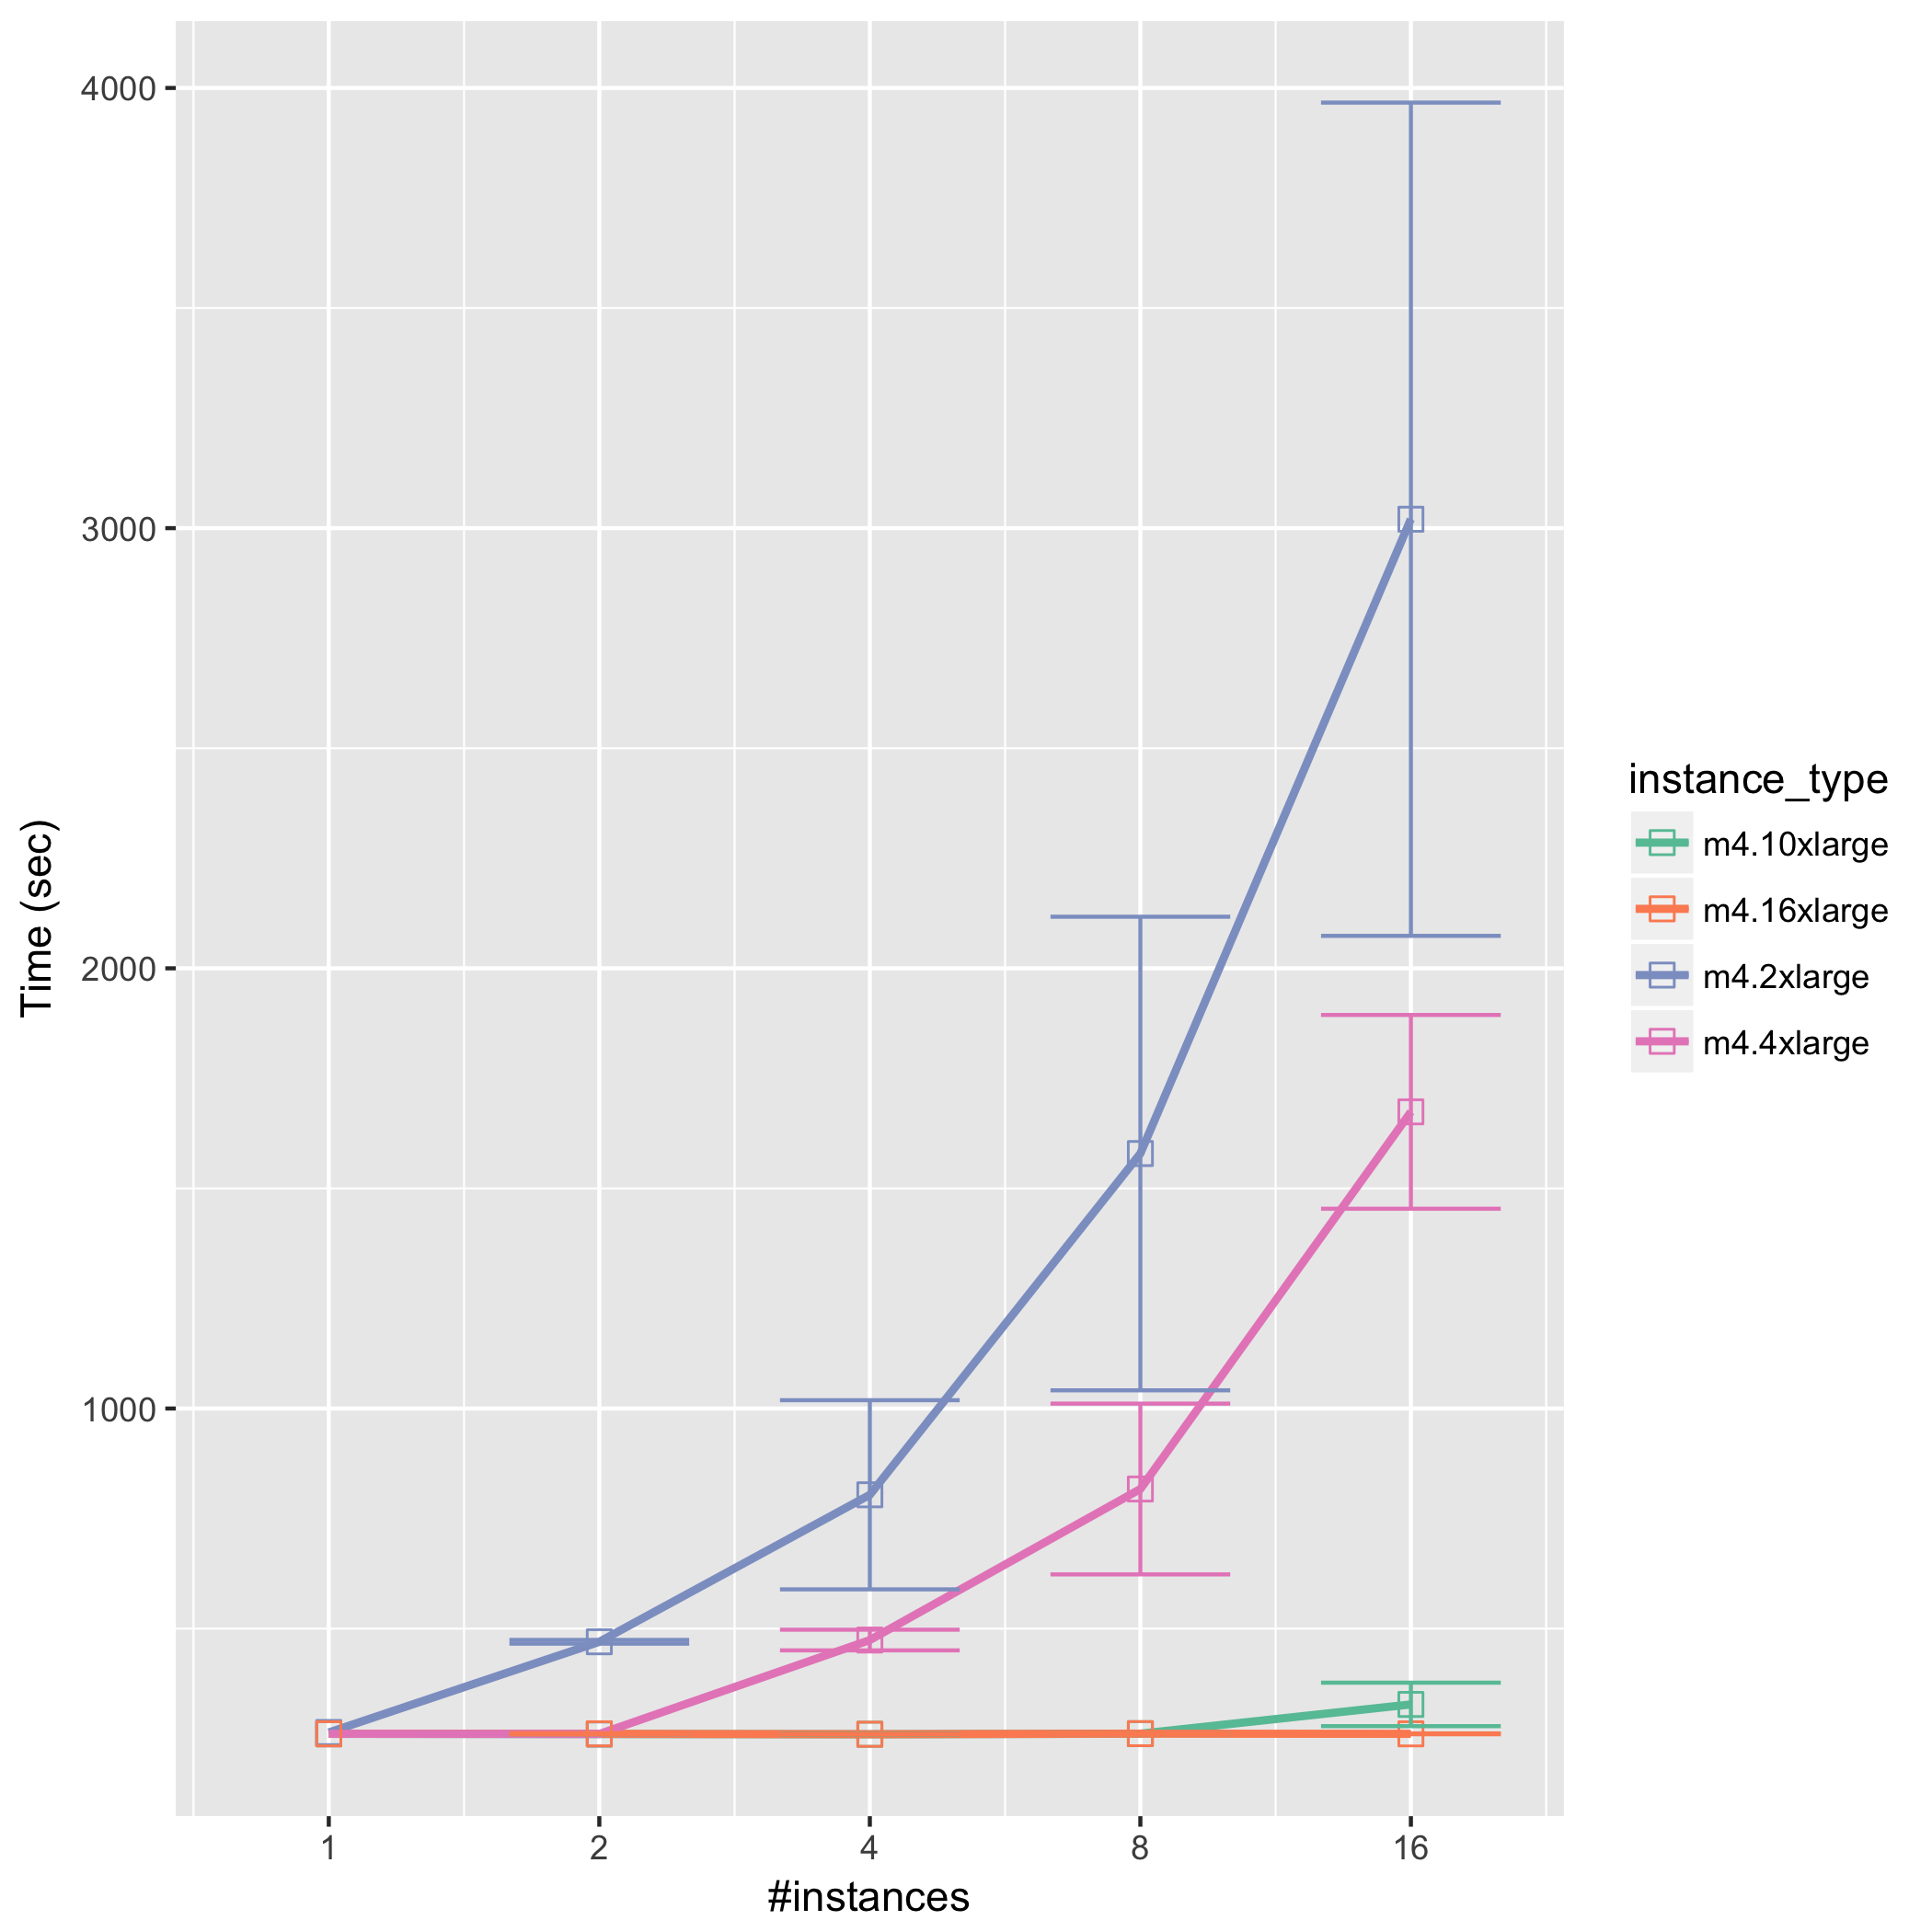 4000
3000
2000
1000
Time (sec)
1 2 4 8 16
#instances
instance_type
m4.10xlarge
m4.16xlarge
m4.2xlarge
m4.4xlarge